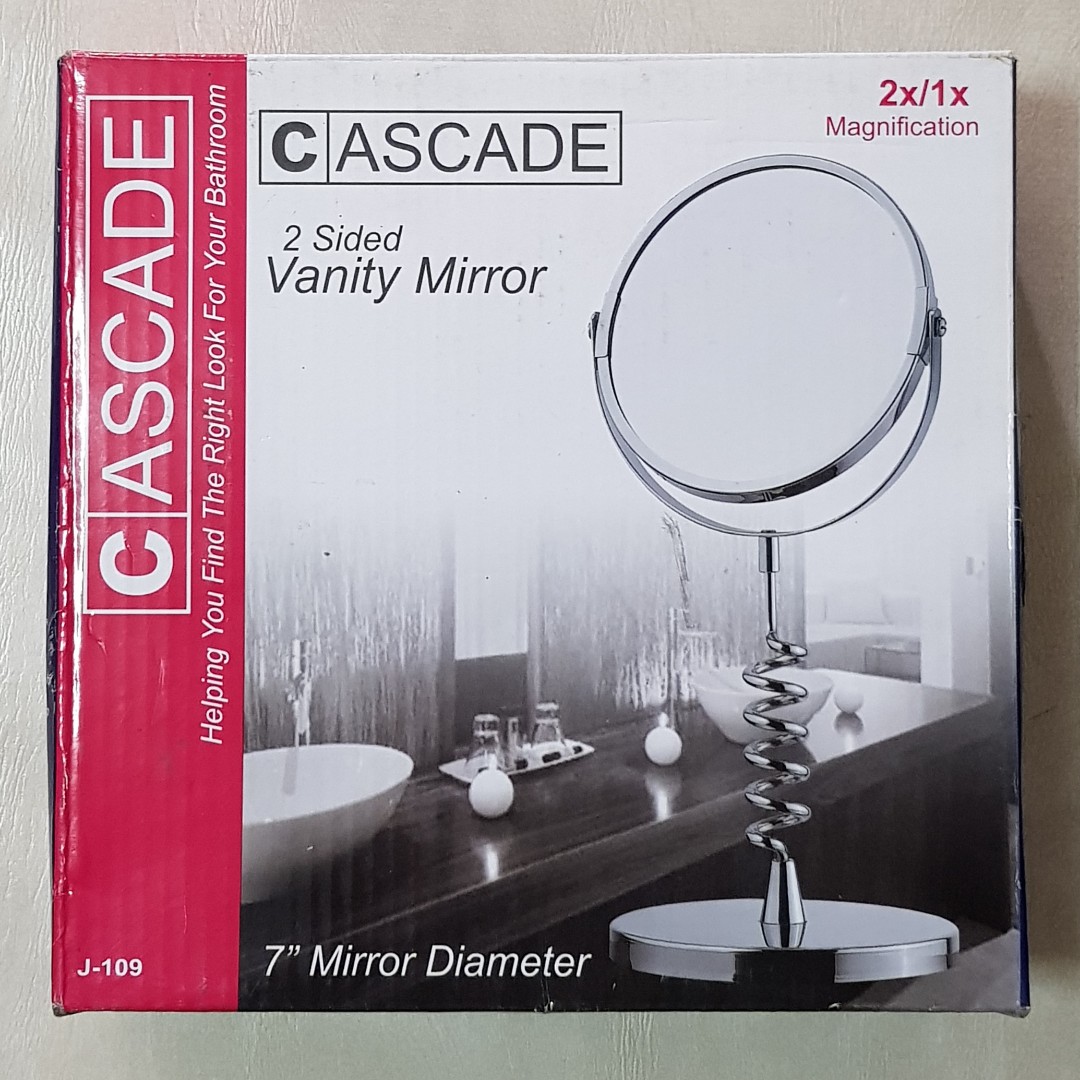 CASCADE
Helping You Find The Right Look For Your Bathroom
CASCADE
2 Sided
Vanity Mirror
2x/1x
Magnification
J-109
7” Mirror Diameter